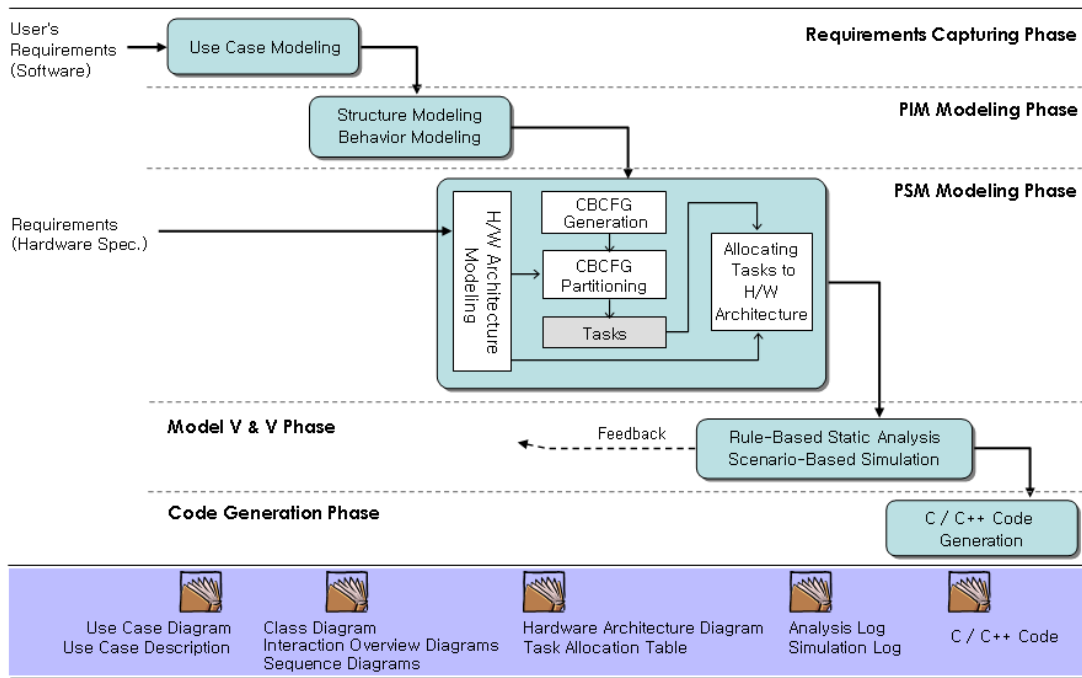 User's
Requirements
(Software)
Use Case Modeling
Requirements Capturing Phase
Structure Modeling
Behavior Modeling
PIM Modeling Phase
PSM Modeling Phase
Requirements
(Hardware Spec.)
H/W Architecture
Modeling
CBCFG
Generation
CBCFG
Partitioning
Tasks
Allocating
Tasks to
H/W
Architecture
Model V & V Phase
Feedback
Rule-Based Static Analysis
Scenario-Based Simulation
Code Generation Phase
C / C++ Code
Generation
Use Case Diagram
Use Case Description
Class Diagram
Interaction Overview Diagrams
Sequence Diagrams
Hardware Architecture Diagram
Task Allocation Table
Analysis Log
Simulation Log
C / C++ Code